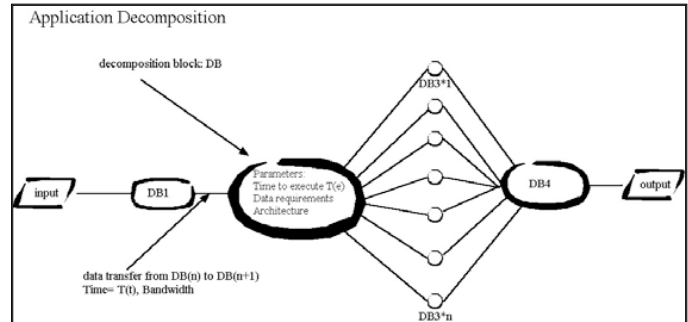 Application Decomposition
decomposition block: DB
DB3*1
Parameters:
Time to execute T(e)
Data requirements
Architecture
input
DB1
DB4
output
data transfer from DB(n) to DB(n+1)
Time= T(t), Bandwidth
DB3*n